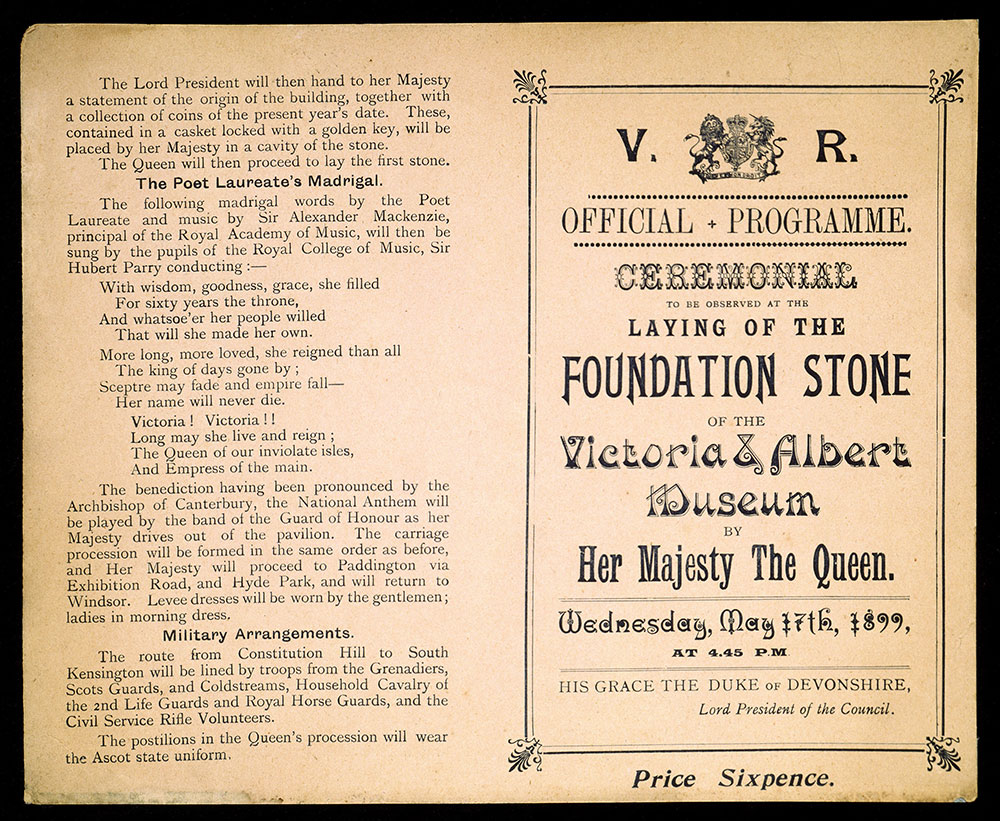 The Lord President will then hand to her Majesty
a statement of the origin of the building, together with
a collection of coins of the present year's date. These,
contained in a casket locked with a golden key, will be
placed by her Majesty in a cavity of the stone.
The Queen will then proceed to lay the first stone.
The Poet Laureate's Madrigal.
The following madrigal words by the Poet
Laureate and music by Sir Alexander Mackenzie,
principal of the Royal Academy of Music, will then be
sung by the pupils of the Royal College of Music, Sir
Hubert Parry conducting :—
With wisdom, goodness, grace, she filled
For sixty years the throne,
And whatsoe'er her people willed
That will she made her own.
More long, more loved, she reigned than all
The king of days gone by ;
Sceptre may fade and empire fall—
Her name will never die.
Victoria ! Victoria ! !
Long may she live and reign ;
The Queen of our inviolate isles,
And Empress of the main.
The benediction having been pronounced by the
Archbishop of Canterbury, the National Anthem will
be played by the band of the Guard of Honour as her
Majesty drives out of the pavilion. The carriage
procession will be formed in the same order as before,
and Her Majesty will proceed to Paddington via
Exhibition Road, and Hyde Park, and will return to
Windsor. Levee dresses will be worn by the gentlemen ;
ladies in morning dress.
Military Arrangements.
The route from Constitution Hill to South
Kensington will be lined by troops from the Grenadiers,
Scots Guards, and Coldstreams, Household Cavalry of
the 2nd Life Guards and Royal Horse Guards, and the
Civil Service Rifle Volunteers.
The postilions in the Queen's procession will wear
the Ascot state uniform.
V. R.
OFFICIAL + PROGRAMME.
CEREMONIAL
TO BE OBSERVED AT THE
LAYING OF THE
FOUNDATION STONE
OF THE
Victoria & Albert
Museum
BY
Her Majesty The Queen.
Wednesday, May 17th, 1899,
AT 4.45 P.M
HIS GRACE THE DUKE OF DEVONSHIRE,
Lord President of the Council.
Price Sixpence.